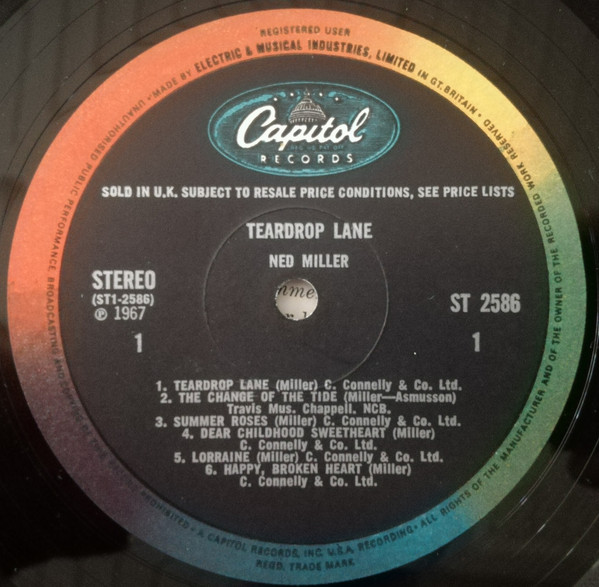 REGISTERED USER
MADE BY ELECTRIC & MUSICAL INDUSTRIES, LIMITED IN GT. BRITAIN •
ALL RIGHTS OF THE MANUFACTURER AND OF THE OWNER OF THE RECORDED WORK RESERVED
UNAUTHORISED PUBLIC PERFORMANCE, BROADCASTING AND COPYING PROHIBITED •
A CAPITOL RECORDS, INC. U.S.A. RECORDING •
REGD. TRADE MARK
Capitol
RECORDS
SOLD IN U.K. SUBJECT TO RESALE PRICE CONDITIONS, SEE PRICE LISTS
TEARDROP LANE
NED MILLER
STEREO
(ST1-2586)
℗ 1967
1
ST 2586
1
1. TEARDROP LANE (Miller) C. Connelly & Co. Ltd.
2. THE CHANGE OF THE TIDE (Miller—Asmusson)
Travis Mus. Chappell, NCB.
3. SUMMER ROSES (Miller) C. Connelly & Co. Ltd.
4. DEAR CHILDHOOD SWEETHEART (Miller)
C. Connelly & Co. Ltd.
5. LORRAINE (Miller) C. Connelly & Co. Ltd.
6. HAPPY, BROKEN HEART (Miller)
C. Connelly & Co. Ltd.